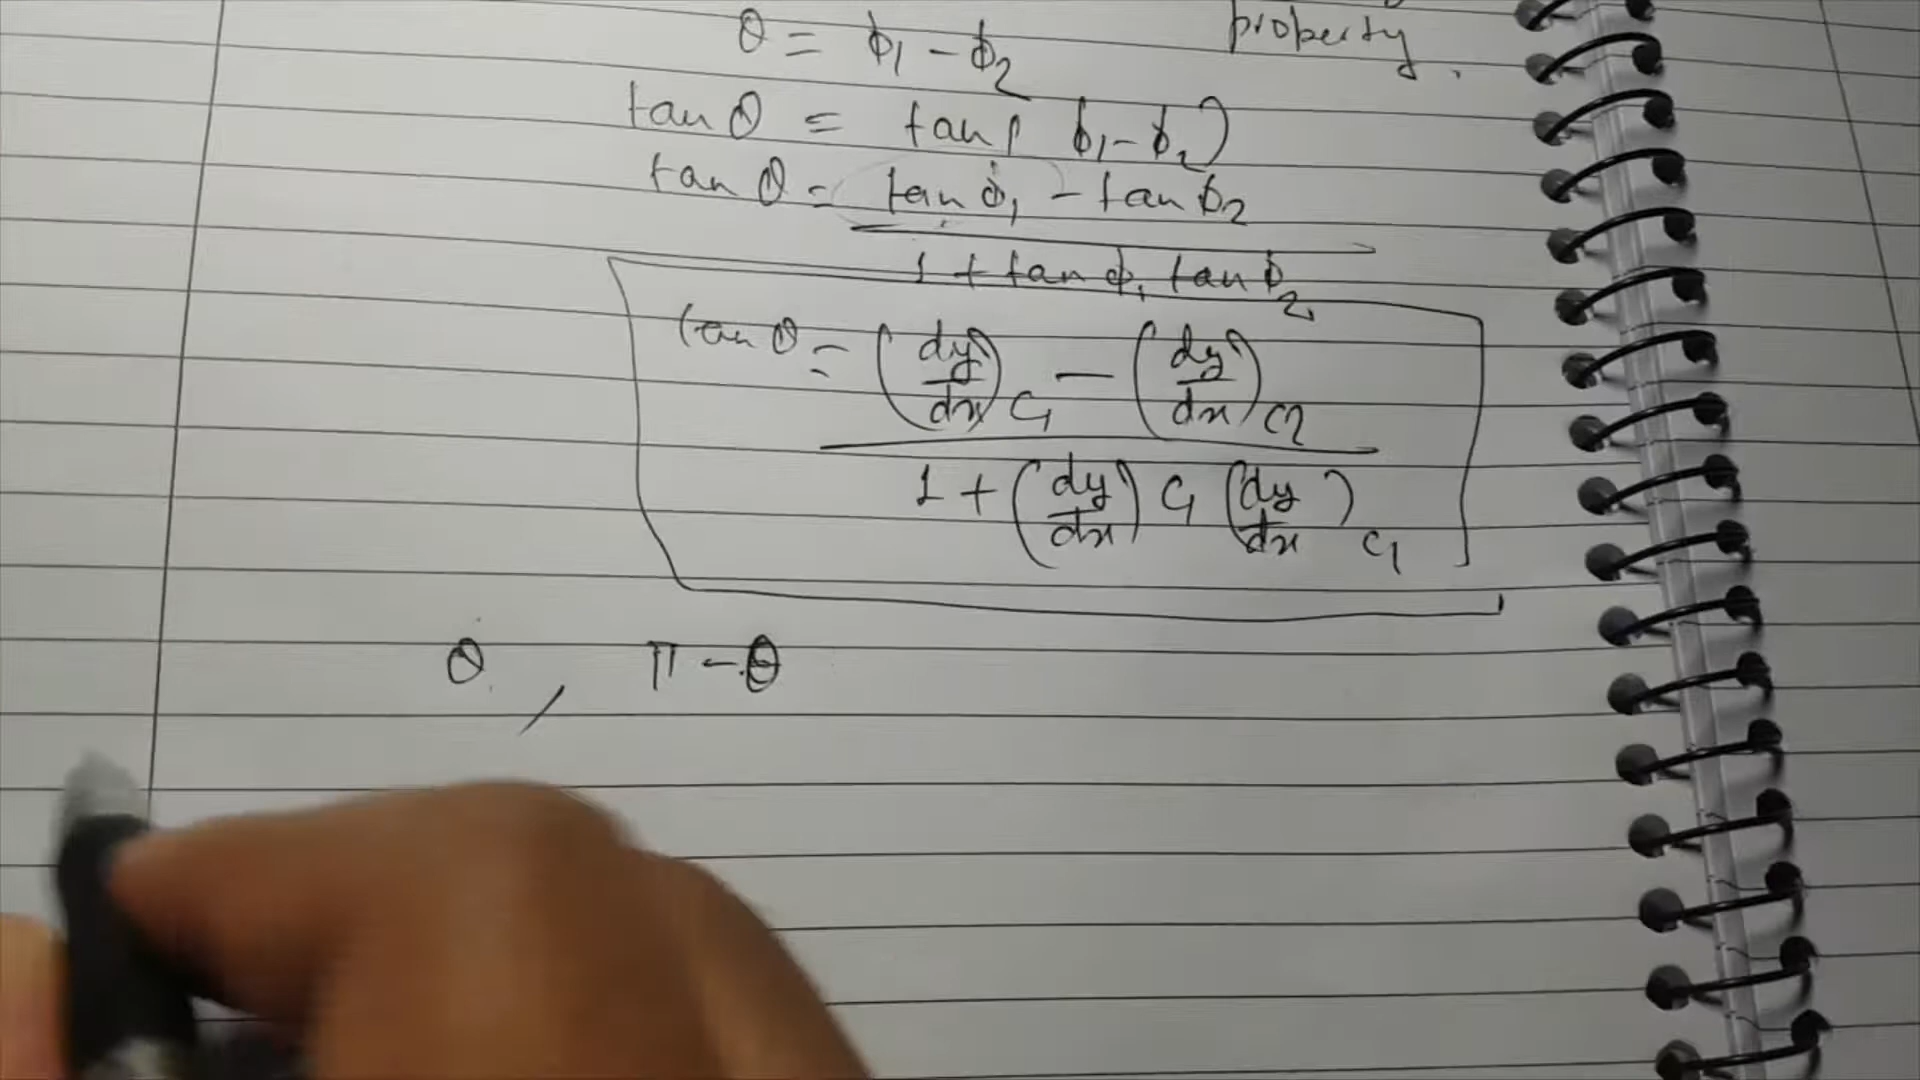 property.
θ = ϕ₁ - ϕ₂
tan θ = tan( ϕ₁ - ϕ₂)
tan θ = tan ϕ₁ - tan ϕ₂
1 + tan ϕ₁ tan ϕ₂
tan θ = (dy/dx) C₁ - (dy/dx) C2
1 + (dy/dx) C₁ (dy/dx) C₁
θ , π - θ